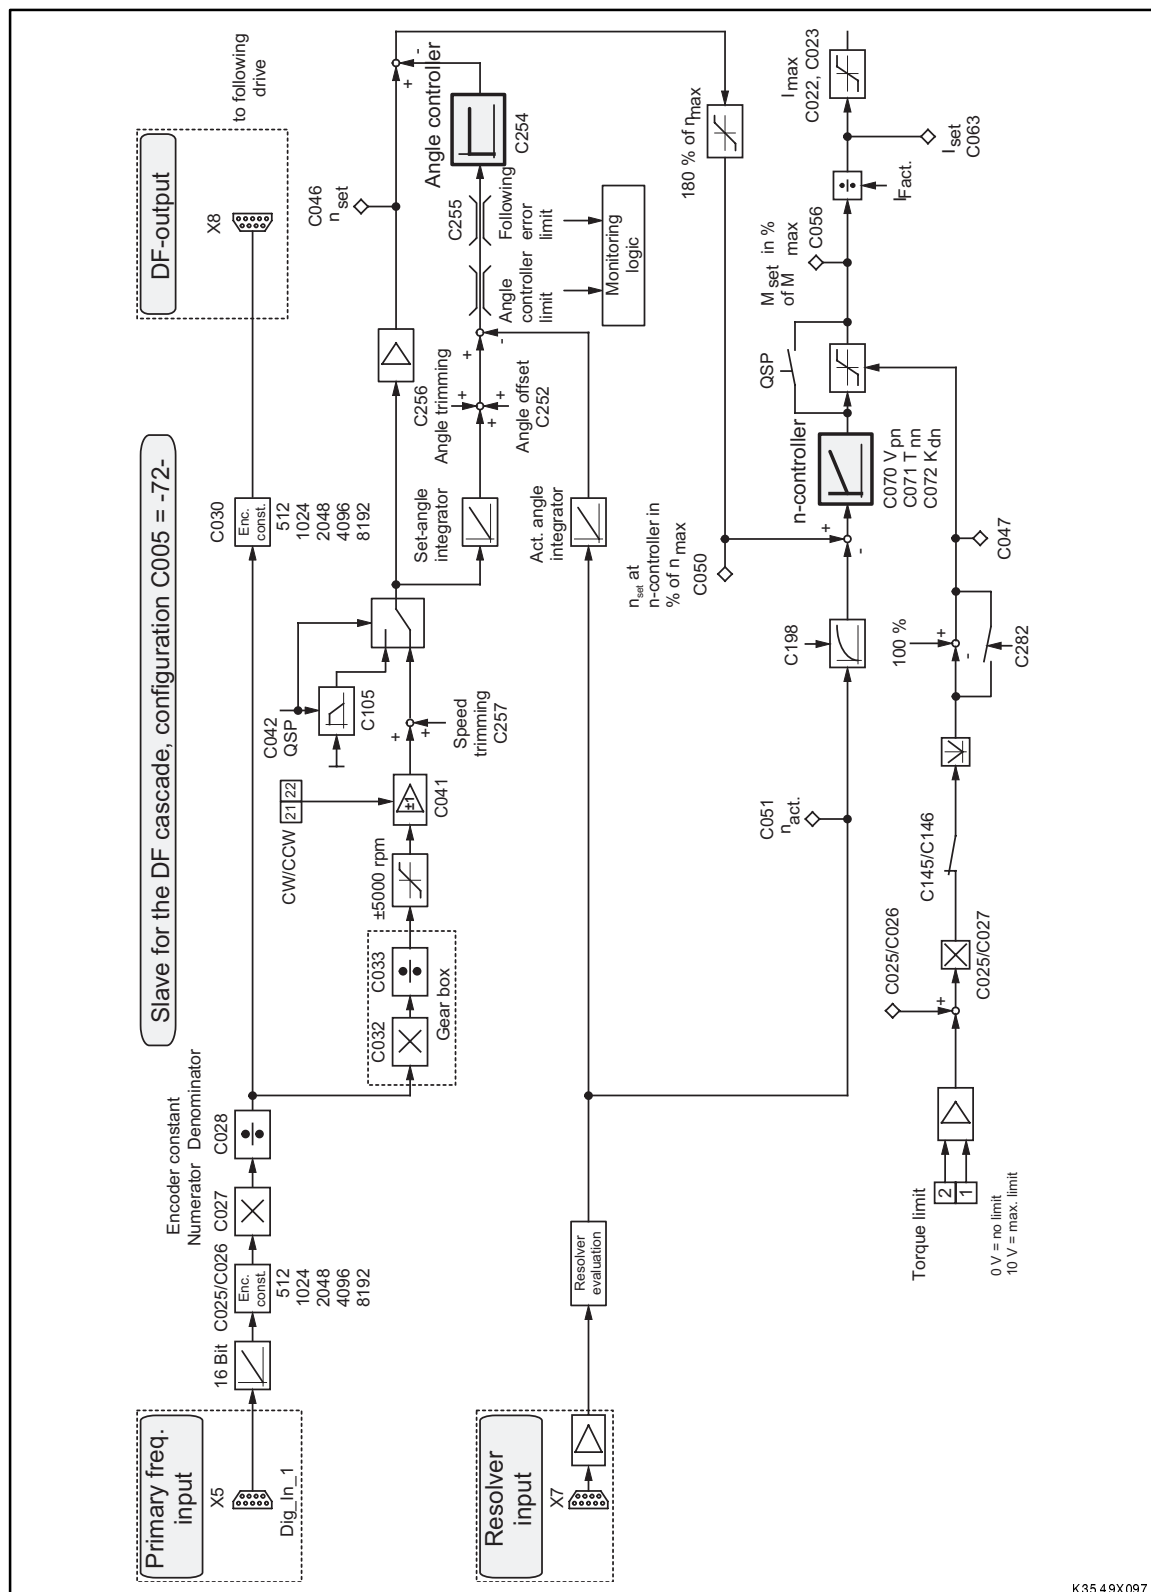 Slave for the DF cascade, configuration C005 = -72-
Primary freq.
input
X5
Dig_In_1
16 Bit
C025/C026
Enc.
const.
512
1024
2048
4096
8192
Encoder constant
Numerator Denominator
C027
C028
C030
Enc.
const.
512
1024
2048
4096
8192
DF-output
X8
to following
drive
C032
C033
Gear box
±5000 rpm
CW/CCW
21 22
±1
C041
+
+
Speed
trimming
C257
C042
QSP
C105
C046
n set
+
-
Set-angle
integrator
C256
Angle trimming
+
+
+
Angle offset
C252
+
-
Angle
controller
limit
C255
Following
error
limit
Monitoring
logic
Angle controller
C254
Act. angle
integrator
Resolver
input
X7
Resolver
evaluation
n set at
n-controller in
% of n max
C050
180 % of n max
C051
n act.
C198
+
-
n-controller
C070 V pn
C071 T nn
C072 K dn
QSP
M set in %
of M max
C056
I Fact.
I set
C063
I max
C022, C023
Torque limit
2
1
0 V = no limit
10 V = max. limit
C025/C026
+
C025/C027
C145/C146
100 %
+
-
C282
C047
K35.49X097